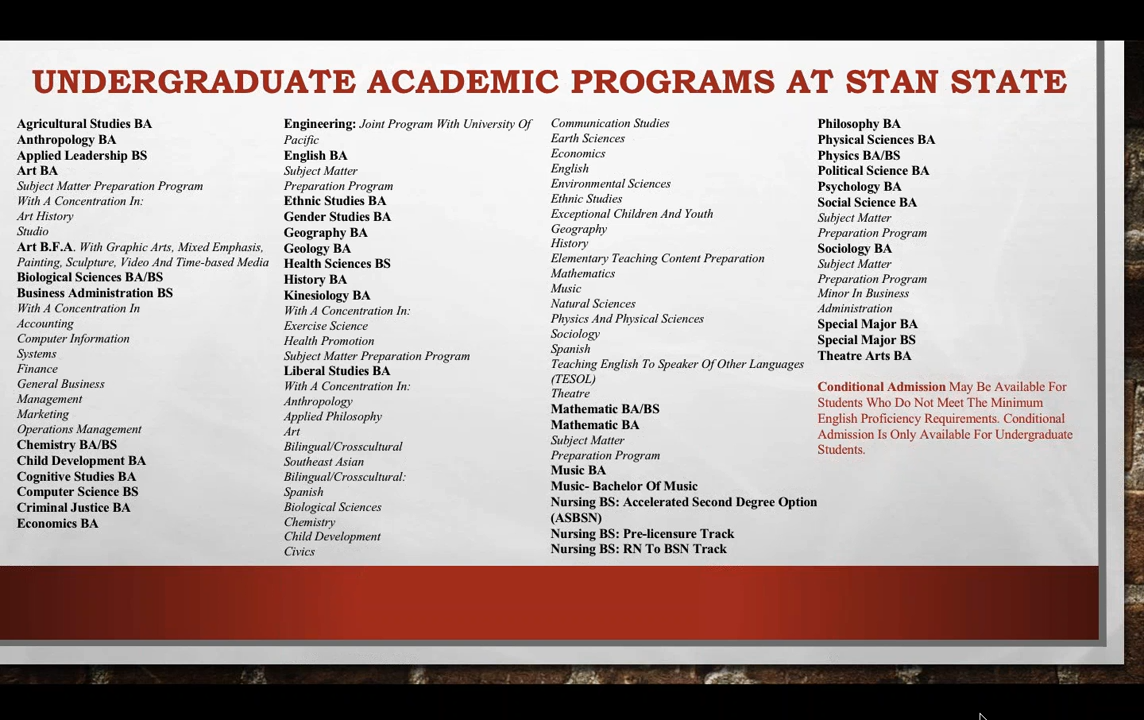 UNDERGRADUATE ACADEMIC PROGRAMS AT STAN STATE
Agricultural Studies BA
Anthropology BA
Applied Leadership BS
Art BA
Subject Matter Preparation Program
With A Concentration In:
Art History
Studio
Art B.F.A. With Graphic Arts, Mixed Emphasis,
Painting, Sculpture, Video And Time-based Media
Biological Sciences BA/BS
Business Administration BS
With A Concentration In
Accounting
Computer Information
Systems
Finance
General Business
Management
Marketing
Operations Management
Chemistry BA/BS
Child Development BA
Cognitive Studies BA
Computer Science BS
Criminal Justice BA
Economics BA
Engineering: Joint Program With University Of
Pacific
English BA
Subject Matter
Preparation Program
Ethnic Studies BA
Gender Studies BA
Geography BA
Geology BA
Health Sciences BS
History BA
Kinesiology BA
With A Concentration In:
Exercise Science
Health Promotion
Subject Matter Preparation Program
Liberal Studies BA
With A Concentration In:
Anthropology
Applied Philosophy
Art
Bilingual/Crosscultural
Southeast Asian
Bilingual/Crosscultural:
Spanish
Biological Sciences
Chemistry
Child Development
Civics
Communication Studies
Earth Sciences
Economics
English
Environmental Sciences
Ethnic Studies
Exceptional Children And Youth
Geography
History
Elementary Teaching Content Preparation
Mathematics
Music
Natural Sciences
Physics And Physical Sciences
Sociology
Spanish
Teaching English To Speaker Of Other Languages
(TESOL)
Theatre
Mathematic BA/BS
Mathematic BA
Subject Matter
Preparation Program
Music BA
Music- Bachelor Of Music
Nursing BS: Accelerated Second Degree Option
(ASBSN)
Nursing BS: Pre-licensure Track
Nursing BS: RN To BSN Track
Philosophy BA
Physical Sciences BA
Physics BA/BS
Political Science BA
Psychology BA
Social Science BA
Subject Matter
Preparation Program
Sociology BA
Subject Matter
Preparation Program
Minor In Business
Administration
Special Major BA
Special Major BS
Theatre Arts BA
Conditional Admission May Be Available For
Students Who Do Not Meet The Minimum
English Proficiency Requirements. Conditional
Admission Is Only Available For Undergraduate
Students.